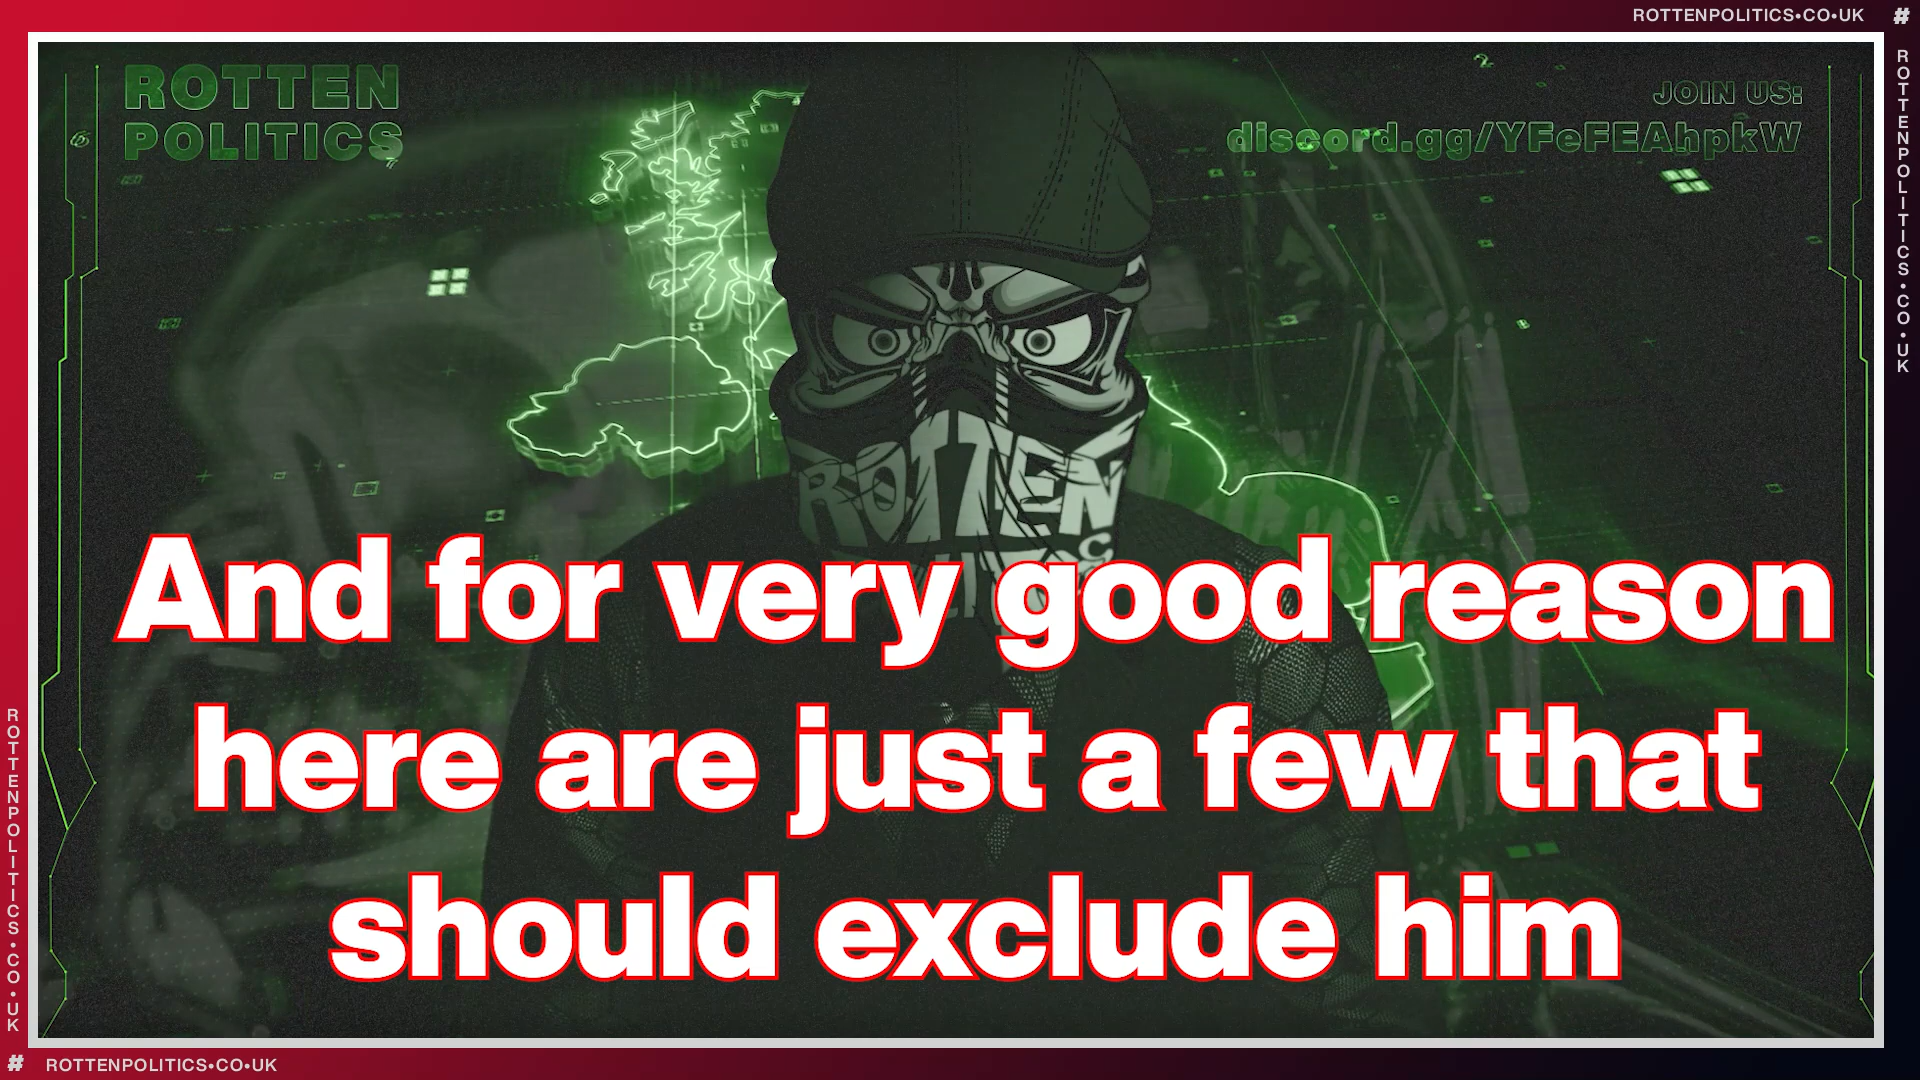 ROTTENPOLITICS•CO•UK #
ROTTEN
POLITICS
JOIN US:
discord.gg/YFeFEAhpkW
ROTTENPOLITICS•CO•UK
ROTTEN
And for very good reason
here are just a few that
should exclude him
ROTTENPOLITICS•CO•UK
# ROTTENPOLITICS•CO•UK